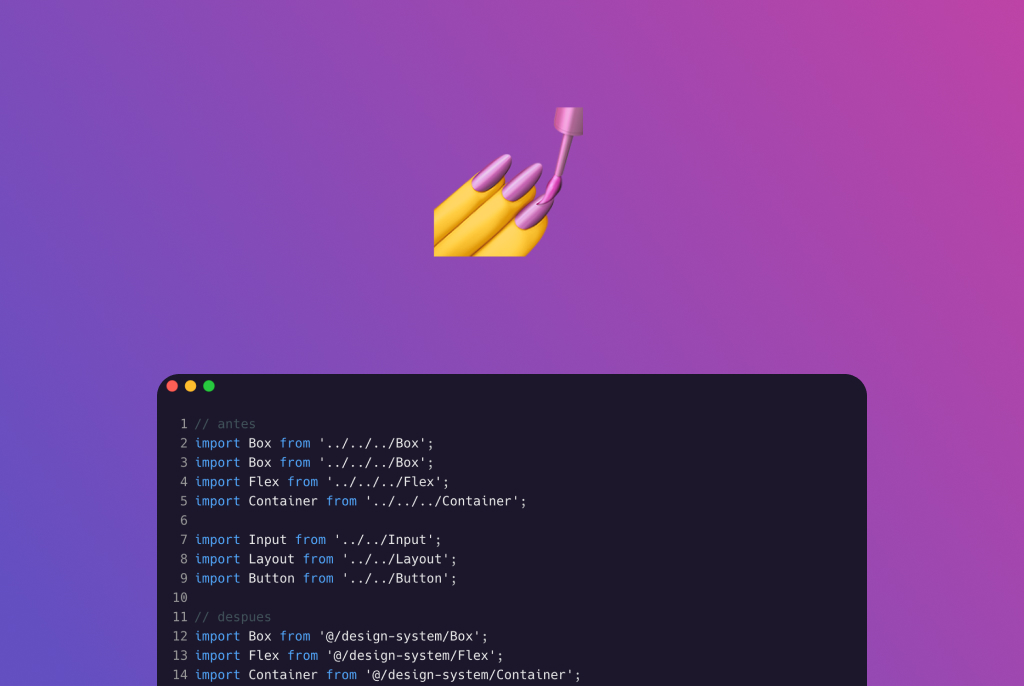 1 // antes
2 import Box from '../../../Box';
3 import Box from '../../../Box';
4 import Flex from '../../../Flex';
5 import Container from '../../../Container';
6
7 import Input from '../../Input';
8 import Layout from '../../Layout';
9 import Button from '../../Button';
10
11 // despues
12 import Box from '@/design-system/Box';
13 import Flex from '@/design-system/Flex';
14 import Container from '@/design-system/Container';